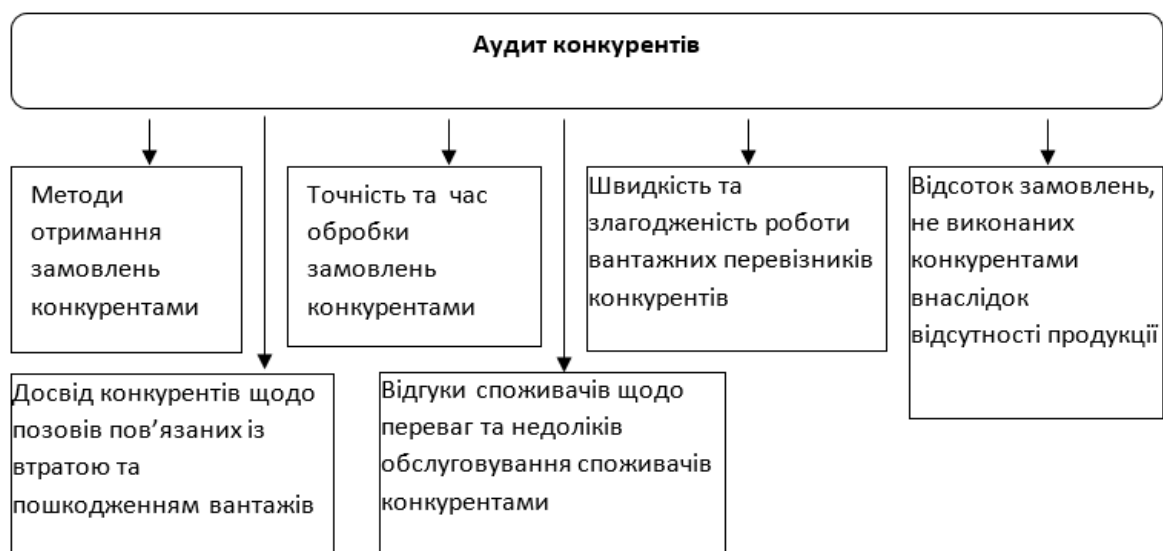 Аудит конкурентів
Методи
отримання
замовлень
конкурентами
Точність та час
обробки
замовлень
конкурентами
Швидкість та
злагодженість роботи
вантажних перевізників
конкурентів
Відсоток замовлень,
не виконаних
конкурентами
внаслідок
відсутності продукції
Досвід конкурентів щодо
позовів пов’язаних із
втратою та
пошкодженням вантажів
Відгуки споживачів щодо
переваг та недоліків
обслуговування споживачів
конкурентами